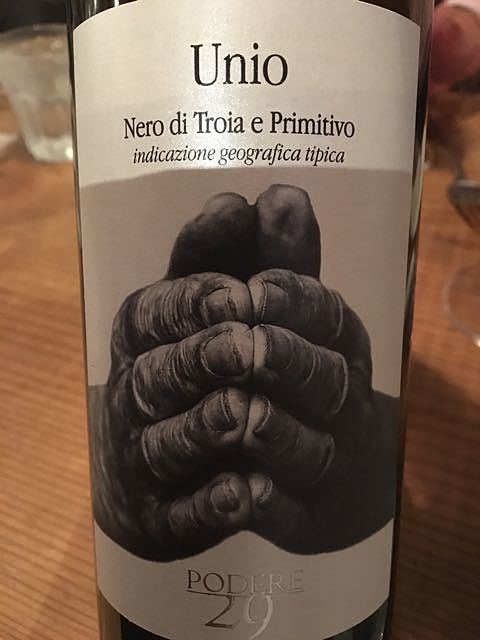 Unio
Nero di Troia e Primitivo
indicazione geografica tipica
PODERE
29